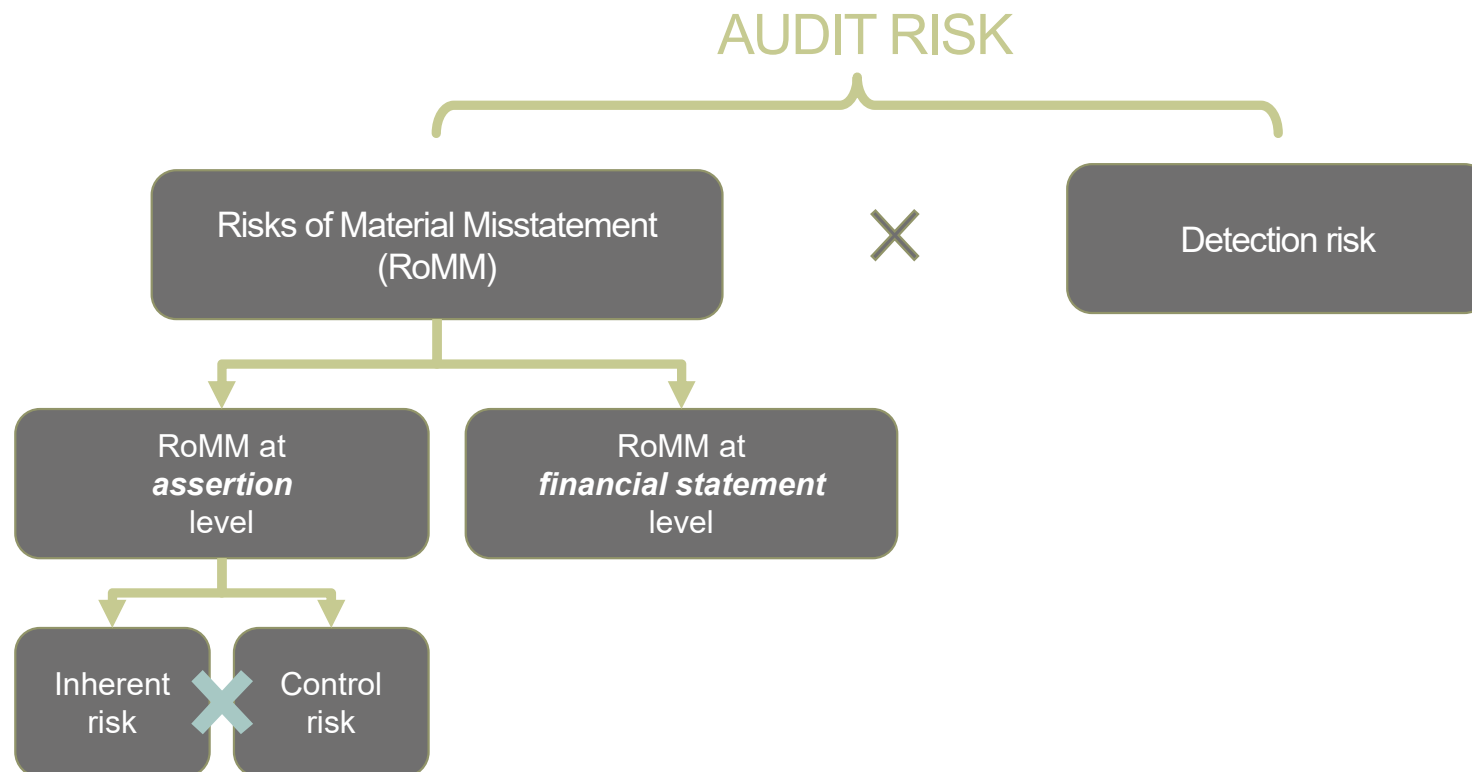 AUDIT RISK
Risks of Material Misstatement
(RoMM)
Detection risk
RoMM at
assertion
level
RoMM at
financial statement
level
Inherent
risk
Control
risk